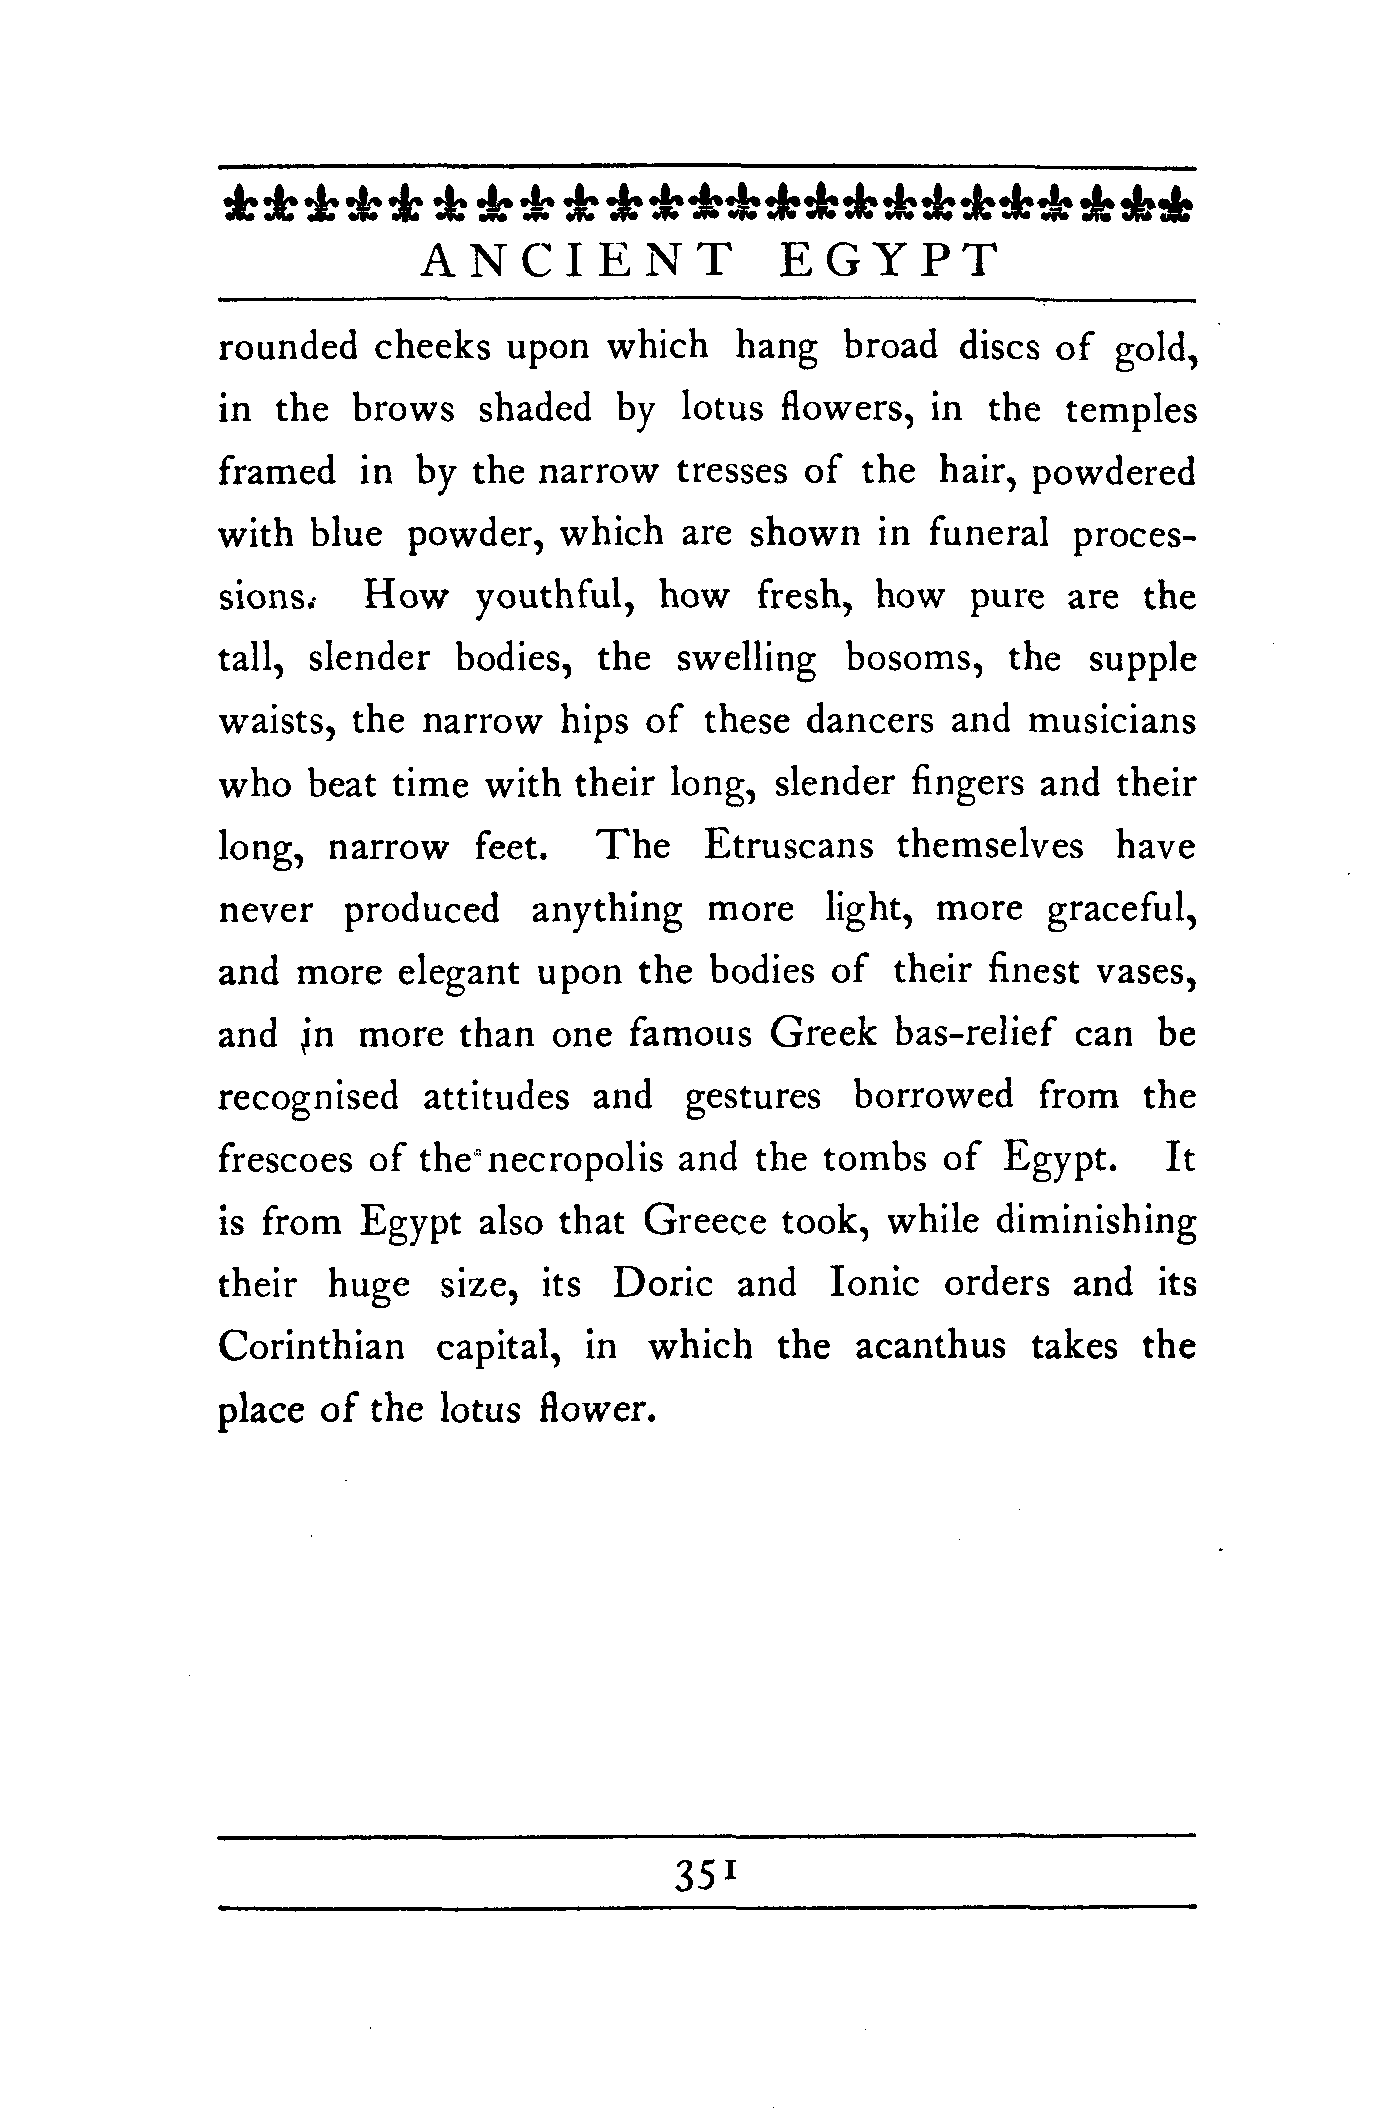 ANCIENT EGYPT
rounded cheeks upon which hang broad discs of gold,
in the brows shaded by lotus flowers, in the temples
framed in by the narrow tresses of the hair, powdered
with blue powder, which are shown in funeral proces-
sions. How youthful, how fresh, how pure are the
tall, slender bodies, the swelling bosoms, the supple
waists, the narrow hips of these dancers and musicians
who beat time with their long, slender fingers and their
long, narrow feet. The Etruscans themselves have
never produced anything more light, more graceful,
and more elegant upon the bodies of their finest vases,
and in more than one famous Greek bas-relief can be
recognised attitudes and gestures borrowed from the
frescoes of the necropolis and the tombs of Egypt. It
is from Egypt also that Greece took, while diminishing
their huge size, its Doric and Ionic orders and its
Corinthian capital, in which the acanthus takes the
place of the lotus flower.
351